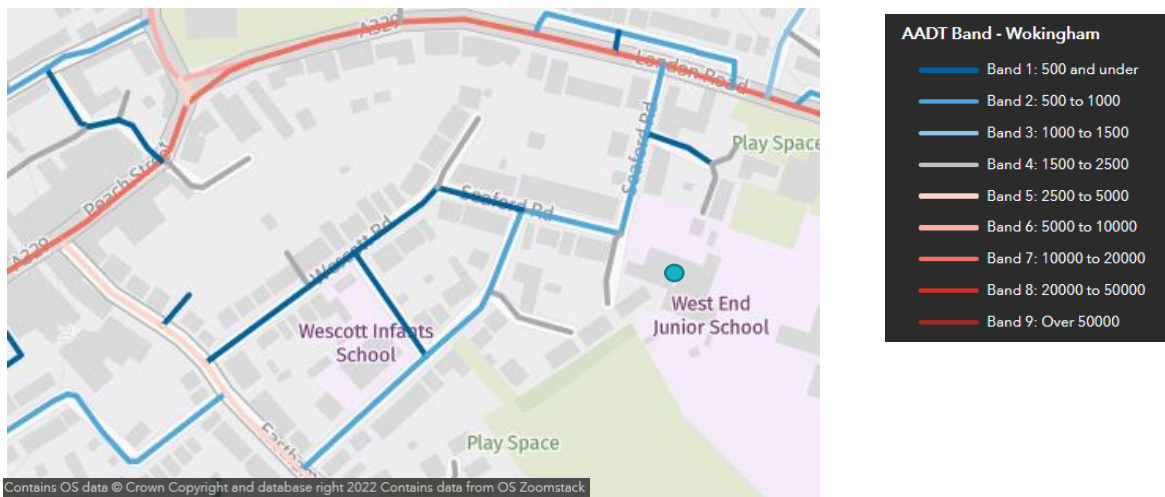 A329
London Road
Seaford Rd
Play Space
Peach Street
Seaford Rd
Wescott Rd
A329
West End
Junior School
Wescott Infants
School
Play Space
Contains OS data © Crown Copyright and database right 2022 Contains data from OS Zoomstack
AADT Band - Wokingham
Band 1: 500 and under
Band 2: 500 to 1000
Band 3: 1000 to 1500
Band 4: 1500 to 2500
Band 5: 2500 to 5000
Band 6: 5000 to 10000
Band 7: 10000 to 20000
Band 8: 20000 to 50000
Band 9: Over 50000